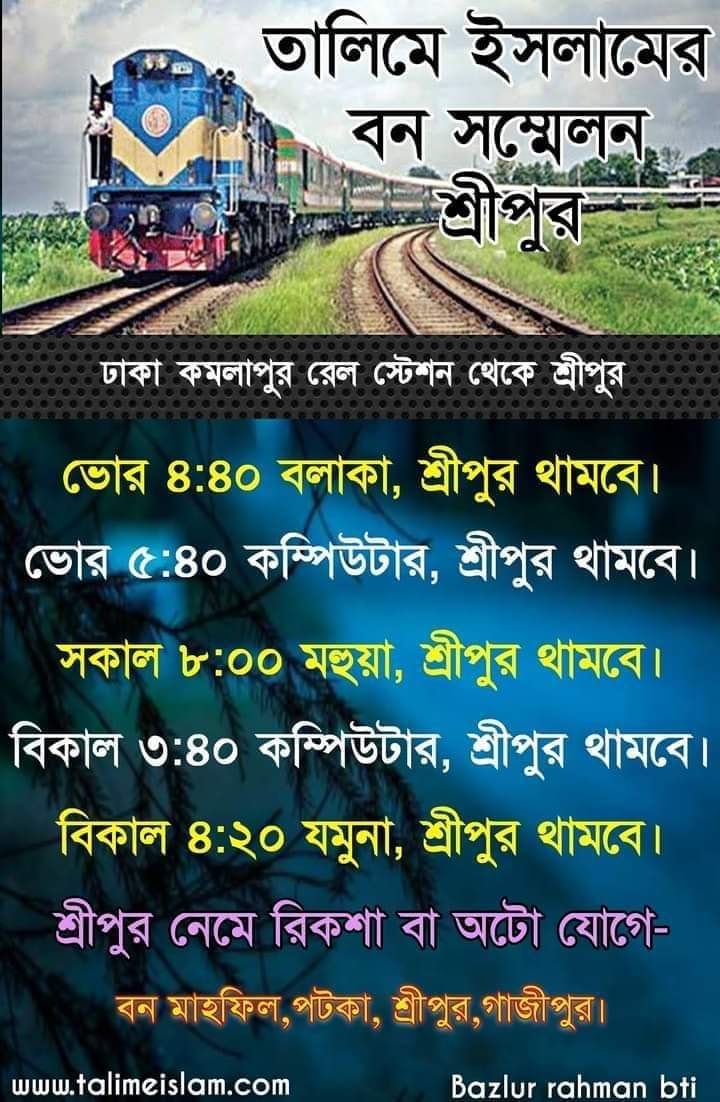 তালিমে ইসলামের
বন সম্মেলন
শ্রীপুর
ঢাকা কমলাপুর রেল স্টেশন থেকে শ্রীপুর
ভোর ৪:৪০ বলাকা, শ্রীপুর থামবে।
ভোর ৫:৪০ কম্পিউটার, শ্রীপুর থামবে।
সকাল ৮:০০ মহুয়া, শ্রীপুর থামবে।
বিকাল ৩:৪০ কম্পিউটার, শ্রীপুর থামবে।
বিকাল ৪:২০ যমুনা, শ্রীপুর থামবে।
শ্রীপুর নেমে রিকশা বা অটো যোগে-
বন মাহফিল,পটকা, শ্রীপুর,গাজীপুর।
www.talimeislam.com
Bazlur rahman bti